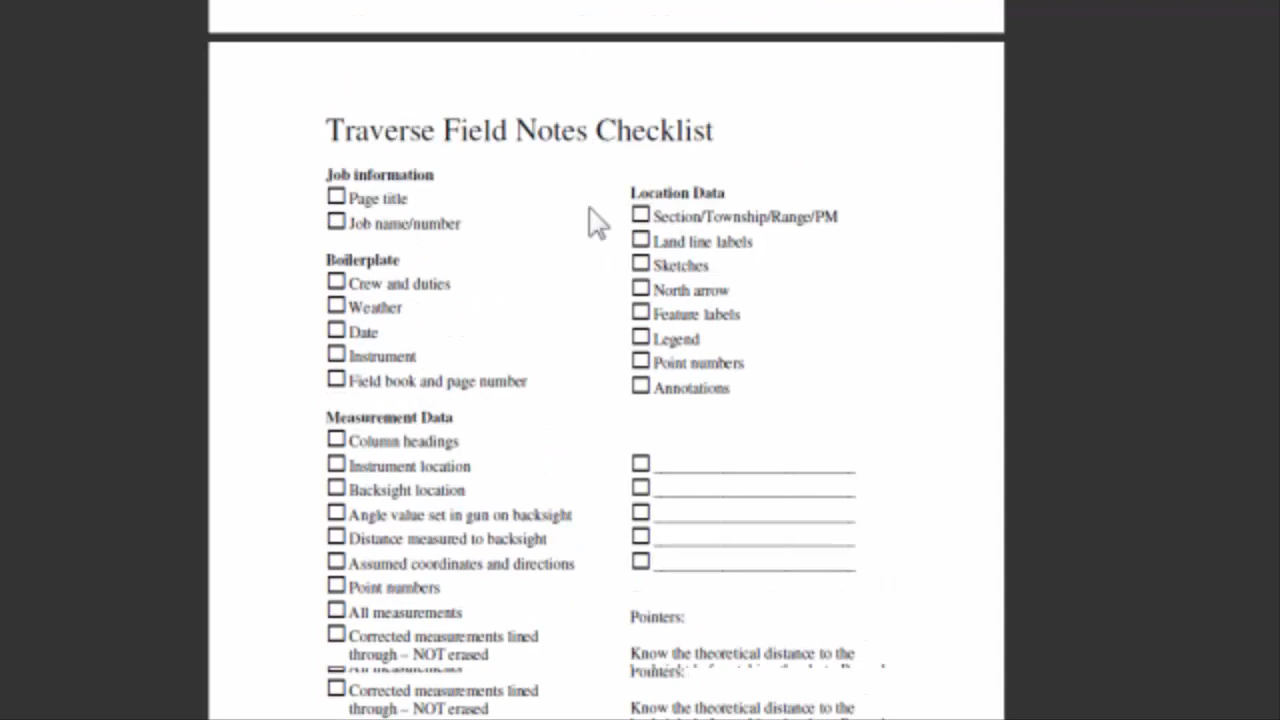 Traverse Field Notes Checklist
Job information
Page title
Job name/number
Boilerplate
Crew and duties
Weather
Date
Instrument
Field book and page number
Measurement Data
Column headings
Instrument location
Backsight location
Angle value set in gun on backsight
Distance measured to backsight
Assumed coordinates and directions
Point numbers
All measurements
Corrected measurements lined
through – NOT erased
All measurements
Corrected measurements lined
through – NOT erased
Location Data
Section/Township/Range/PM
Land line labels
Sketches
North arrow
Feature labels
Legend
Point numbers
Annotations
Pointers:
Know the theoretical distance to the
Pointers:
Know the theoretical distance to the